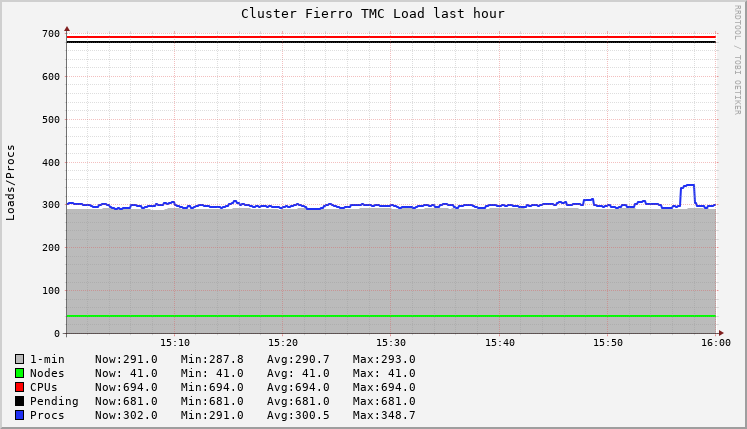 Cluster Fierro TMC Load last hour
RRDTOOL / TOBI OETIKER
Loads/Procs
700
600
500
400
300
200
100
0
15:10 15:20 15:30 15:40 15:50 16:00
1-min Now:291.0 Min:287.8 Avg:290.7 Max:293.0
Nodes Now: 41.0 Min: 41.0 Avg: 41.0 Max: 41.0
CPUs Now:694.0 Min:694.0 Avg:694.0 Max:694.0
Pending Now:681.0 Min:681.0 Avg:681.0 Max:681.0
Procs Now:302.0 Min:291.0 Avg:300.5 Max:348.7